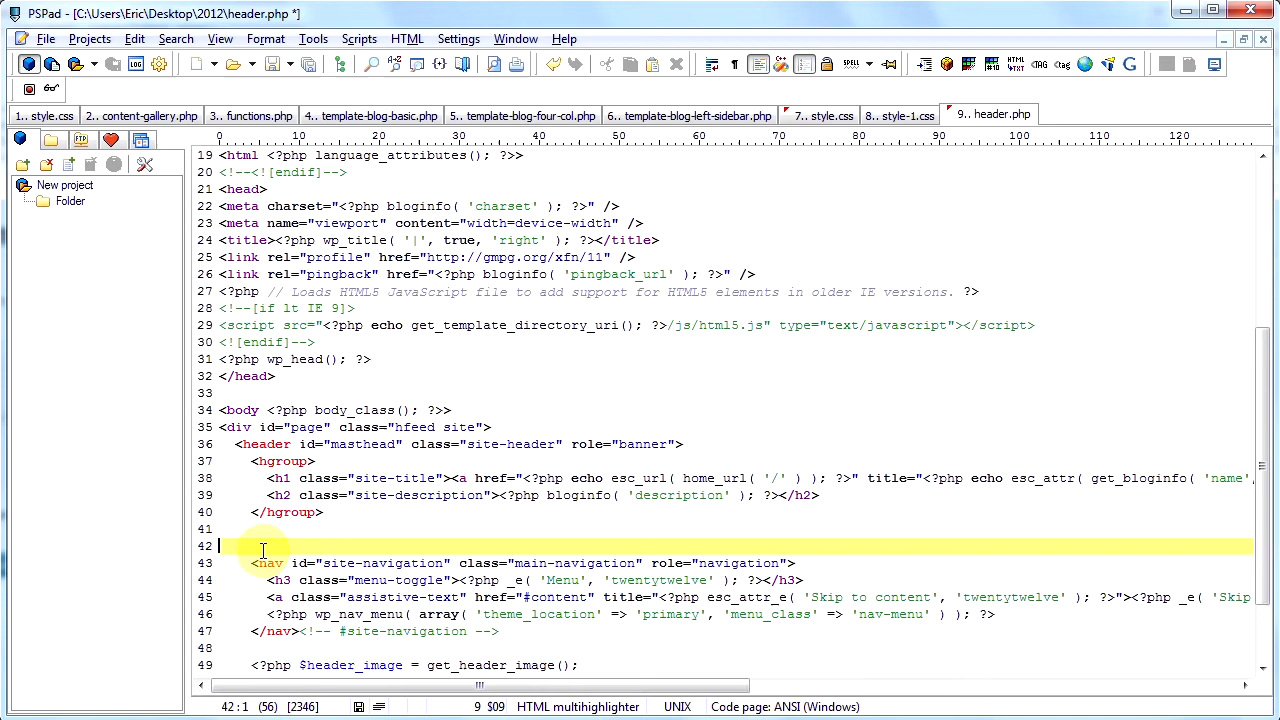 PSPad - [C:\Users\Eric\Desktop\2012\header.php *]
File Projects Edit Search View Format Tools Scripts HTML Settings Window Help
1.. style.css 2.. content-gallery.php 3.. functions.php 4.. template-blog-basic.php 5.. template-blog-four-col.php 6.. template-blog-left-sidebar.php 7.. style.css 8.. style-1.css 9.. header.php
0 10 20 30 40 50 60 70 80 90 100 110 120
New project
Folder
19 <html <?php language_attributes(); ?>>
20 <!--<![endif]-->
21 <head>
22 <meta charset="<?php bloginfo( 'charset' ); ?>" />
23 <meta name="viewport" content="width=device-width" />
24 <title><?php wp_title( '|', true, 'right' ); ?></title>
25 <link rel="profile" href="http://gmpg.org/xfn/11" />
26 <link rel="pingback" href="<?php bloginfo( 'pingback_url' ); ?>" />
27 <?php // Loads HTML5 JavaScript file to add support for HTML5 elements in older IE versions. ?>
28 <!--[if lt IE 9]>
29 <script src="<?php echo get_template_directory_uri(); ?>/js/html5.js" type="text/javascript"></script>
30 <![endif]-->
31 <?php wp_head(); ?>
32 </head>
33
34 <body <?php body_class(); ?>>
35 <div id="page" class="hfeed site">
36 <header id="masthead" class="site-header" role="banner">
37 <hgroup>
38 <h1 class="site-title"><a href="<?php echo esc_url( home_url( '/' ) ); ?>" title="<?php echo esc_attr( get_bloginfo( 'name',
39 <h2 class="site-description"><?php bloginfo( 'description' ); ?></h2>
40 </hgroup>
41
42
43 <nav id="site-navigation" class="main-navigation" role="navigation">
44 <h3 class="menu-toggle"><?php _e( 'Menu', 'twentytwelve' ); ?></h3>
45 <a class="assistive-text" href="#content" title="<?php esc_attr_e( 'Skip to content', 'twentytwelve' ); ?>"><?php _e( 'Skip
46 <?php wp_nav_menu( array( 'theme_location' => 'primary', 'menu_class' => 'nav-menu' ) ); ?>
47 </nav><!-- #site-navigation -->
48
49 <?php $header_image = get_header_image();
42:1 (56) [2346] 9 $09 HTML multihighlighter UNIX Code page: ANSI (Windows)